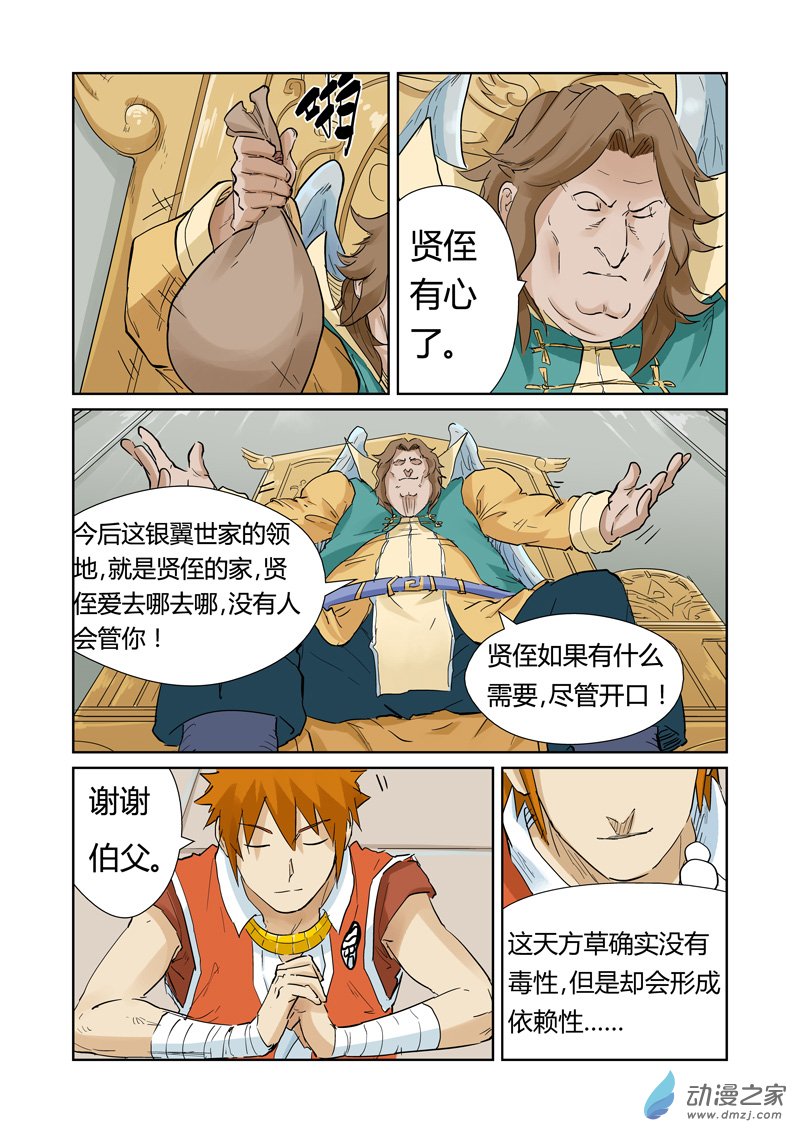 啪
贤侄
有心
了。
今后这银翼世家的领
地,就是贤侄的家,贤
侄爱去哪去哪,没有人
会管你!
贤侄如果有什么
需要,尽管开口!
谢谢
伯父。
这天方草确实没有
毒性,但是却会形成
依赖性......
动漫之家
www.dmzj.com